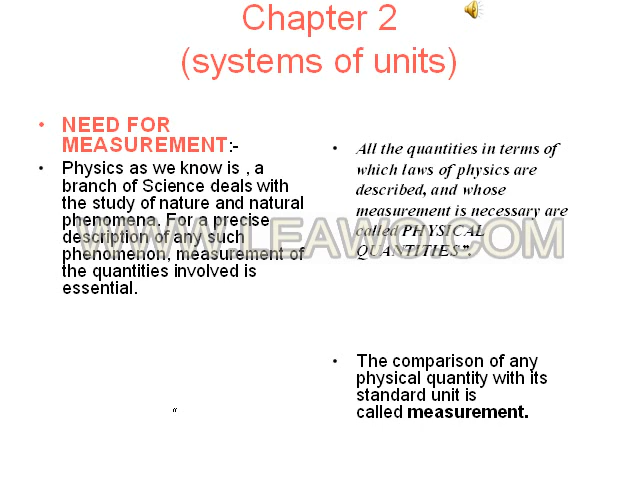 Chapter 2
(systems of units)
NEED FOR
MEASUREMENT:-
Physics as we know is , a
branch of Science deals with
the study of nature and natural
phenomena. For a precise
description of any such
phenomenon, measurement of
the quantities involved is
essential.
“
All the quantities in terms of
which laws of physics are
described, and whose
measurement is necessary are
called PHYSICAL
QUANTITIES”.
The comparison of any
physical quantity with its
standard unit is
called measurement.
WWW.LEAWO.COM